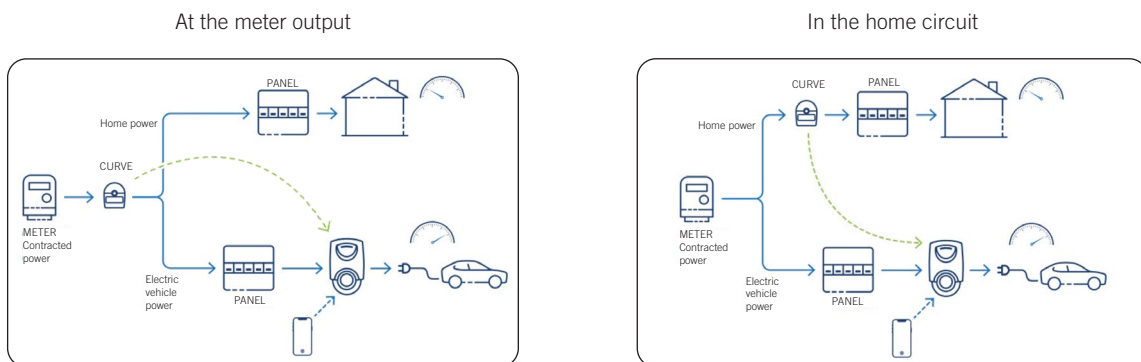 At the meter output
PANEL
Home power
CURVE
METER
Contracted
power
Electric
vehicle
power
PANEL
In the home circuit
CURVE
PANEL
Home power
METER
Contracted
power
Electric
vehicle
power
PANEL